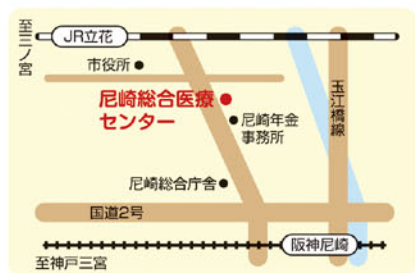 至三ノ宮
JR立花
市役所
尼崎総合医療
センター
尼崎年金
事務所
玉江橋線
尼崎総合庁舎
国道2号
阪神尼崎
至神戸三宮